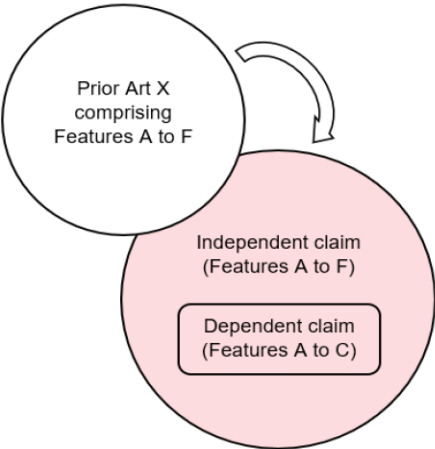 Prior Art X
comprising
Features A to F
Independent claim
(Features A to F)
Dependent claim
(Features A to C)